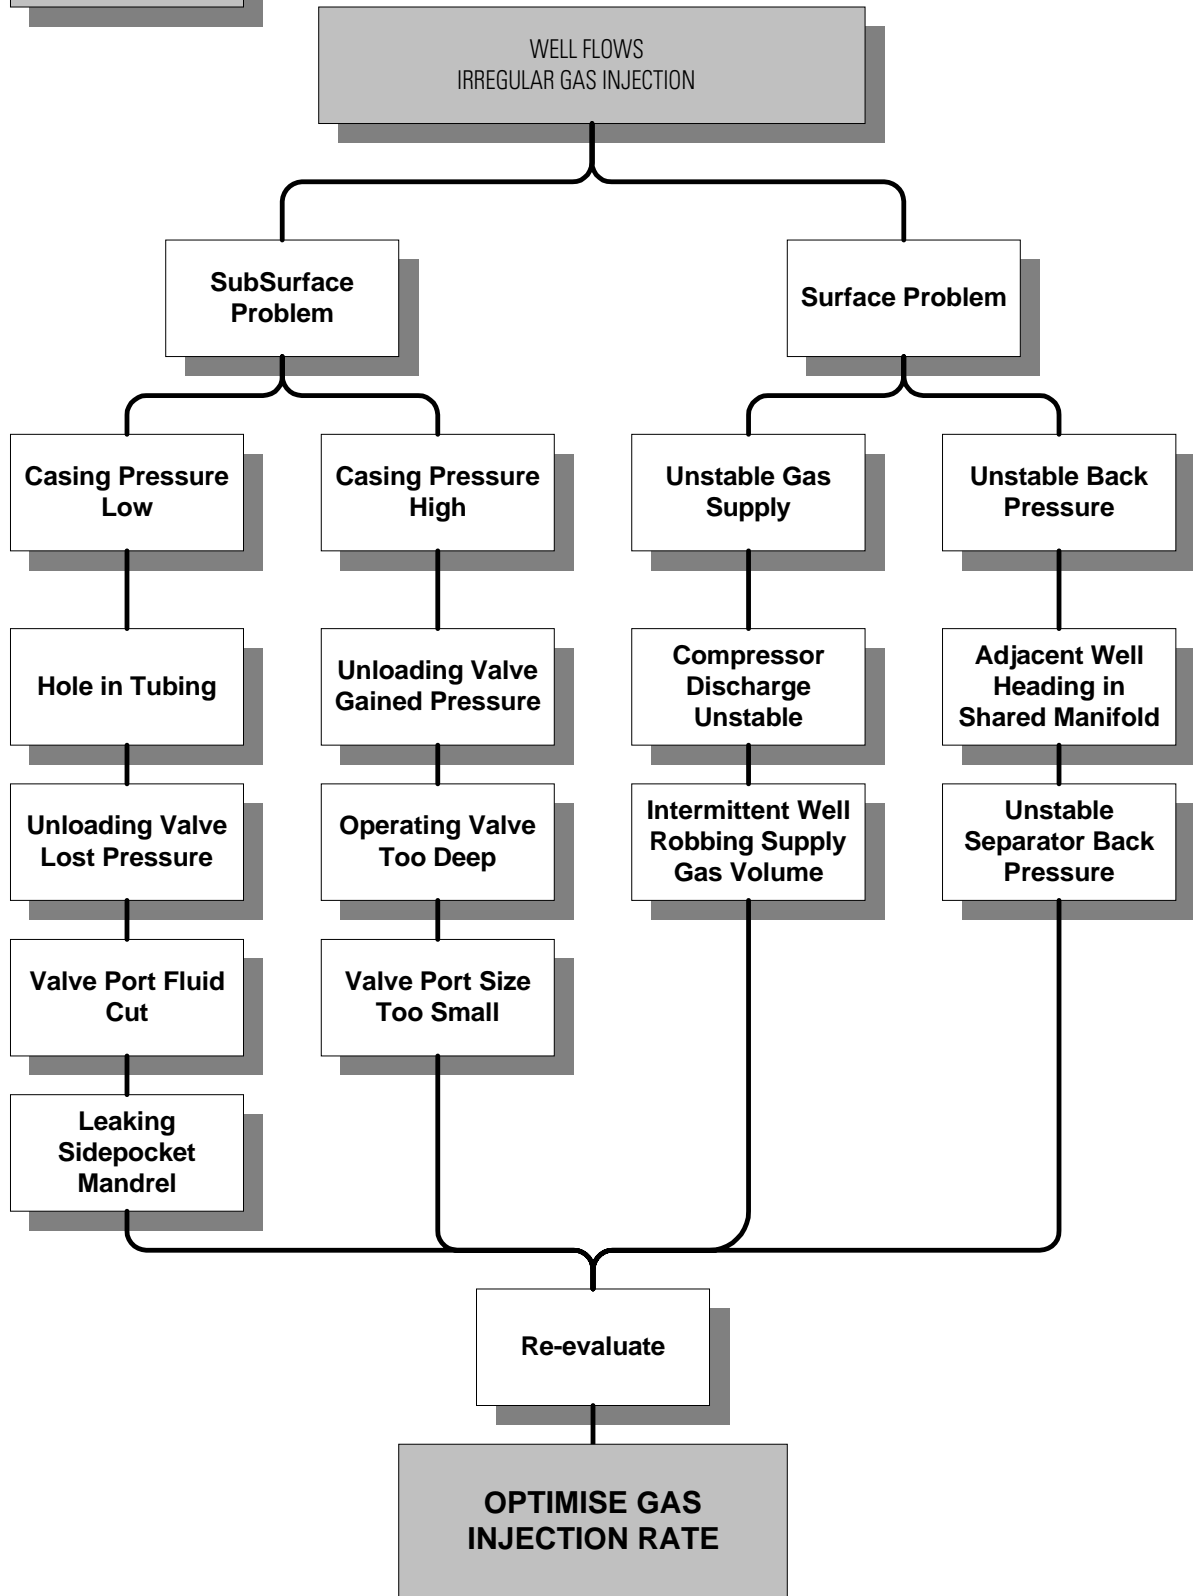 WELL FLOWS
IRREGULAR GAS INJECTION
SubSurface
Problem
Surface Problem
Casing Pressure
Low
Casing Pressure
High
Unstable Gas
Supply
Unstable Back
Pressure
Hole in Tubing
Unloading Valve
Gained Pressure
Compressor
Discharge
Unstable
Adjacent Well
Heading in
Shared Manifold
Unloading Valve
Lost Pressure
Operating Valve
Too Deep
Intermittent Well
Robbing Supply
Gas Volume
Unstable
Separator Back
Pressure
Valve Port Fluid
Cut
Valve Port Size
Too Small
Leaking
Sidepocket
Mandrel
Re-evaluate
OPTIMISE GAS
INJECTION RATE